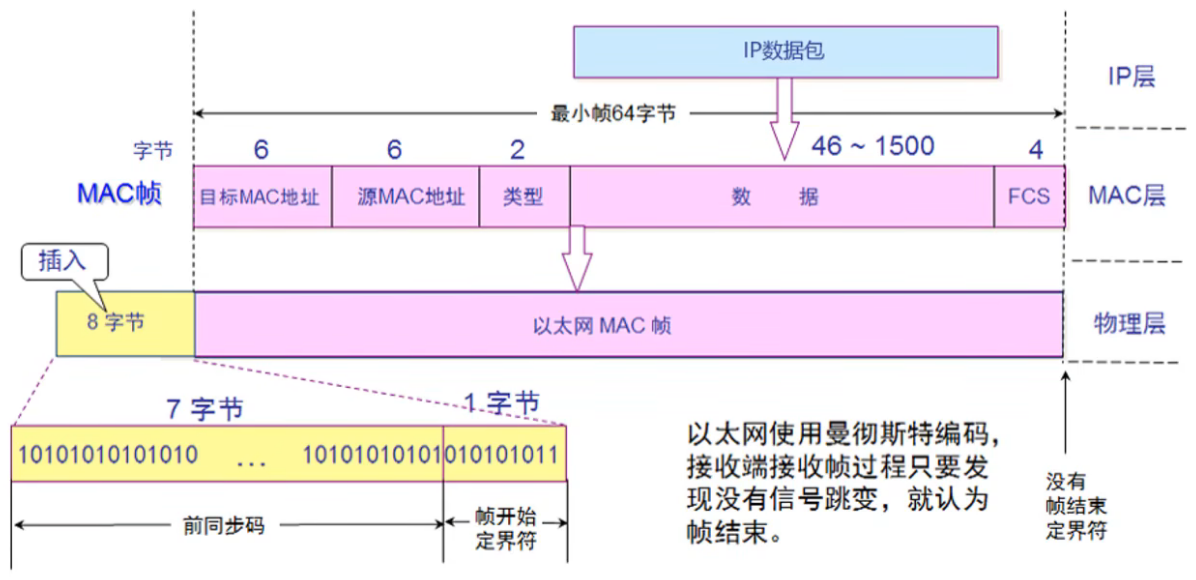 IP数据包
IP层
最小帧64字节
字节 6 6 2 46 ~ 1500 4
MAC帧 目标MAC地址 源MAC地址 类型 数 据 FCS MAC层
插入
8 字节 以太网 MAC 帧 物理层
7 字节 1 字节
10101010101010 ... 10101010101010101011
前同步码
帧开始
定界符
以太网使用曼彻斯特编码，
接收端接收帧过程只要发
现没有信号跳变，就认为
帧结束。
没有
帧结束
定界符